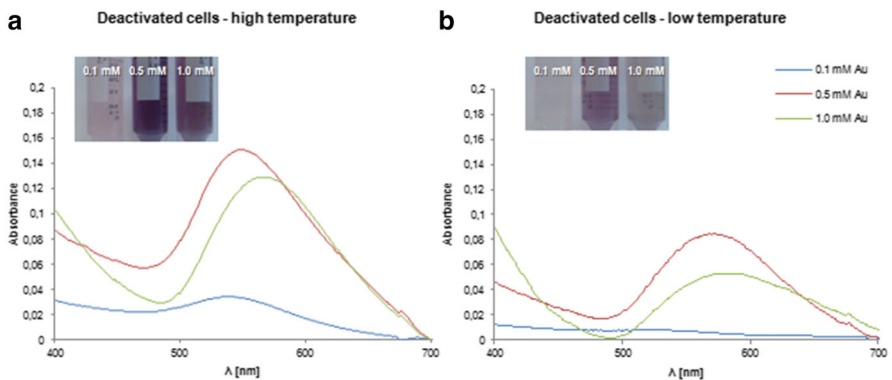 a
Deactivated cells - high temperature
0.1 mM 0.5 mM 1.0 mM
0,2
0,18
0,16
0,14
0,12
0,1
0,08
0,06
0,04
0,02
0
Absorbance
400 500 600 700
Λ [nm]
b
Deactivated cells - low temperature
0.1 mM 0.5 mM 1.0 mM
0.1 mM Au
0.5 mM Au
1.0 mM Au
0,2
0,18
0,16
0,14
0,12
0,1
0,08
0,06
0,04
0,02
0
Absorbance
400 500 600 700
Λ [nm]